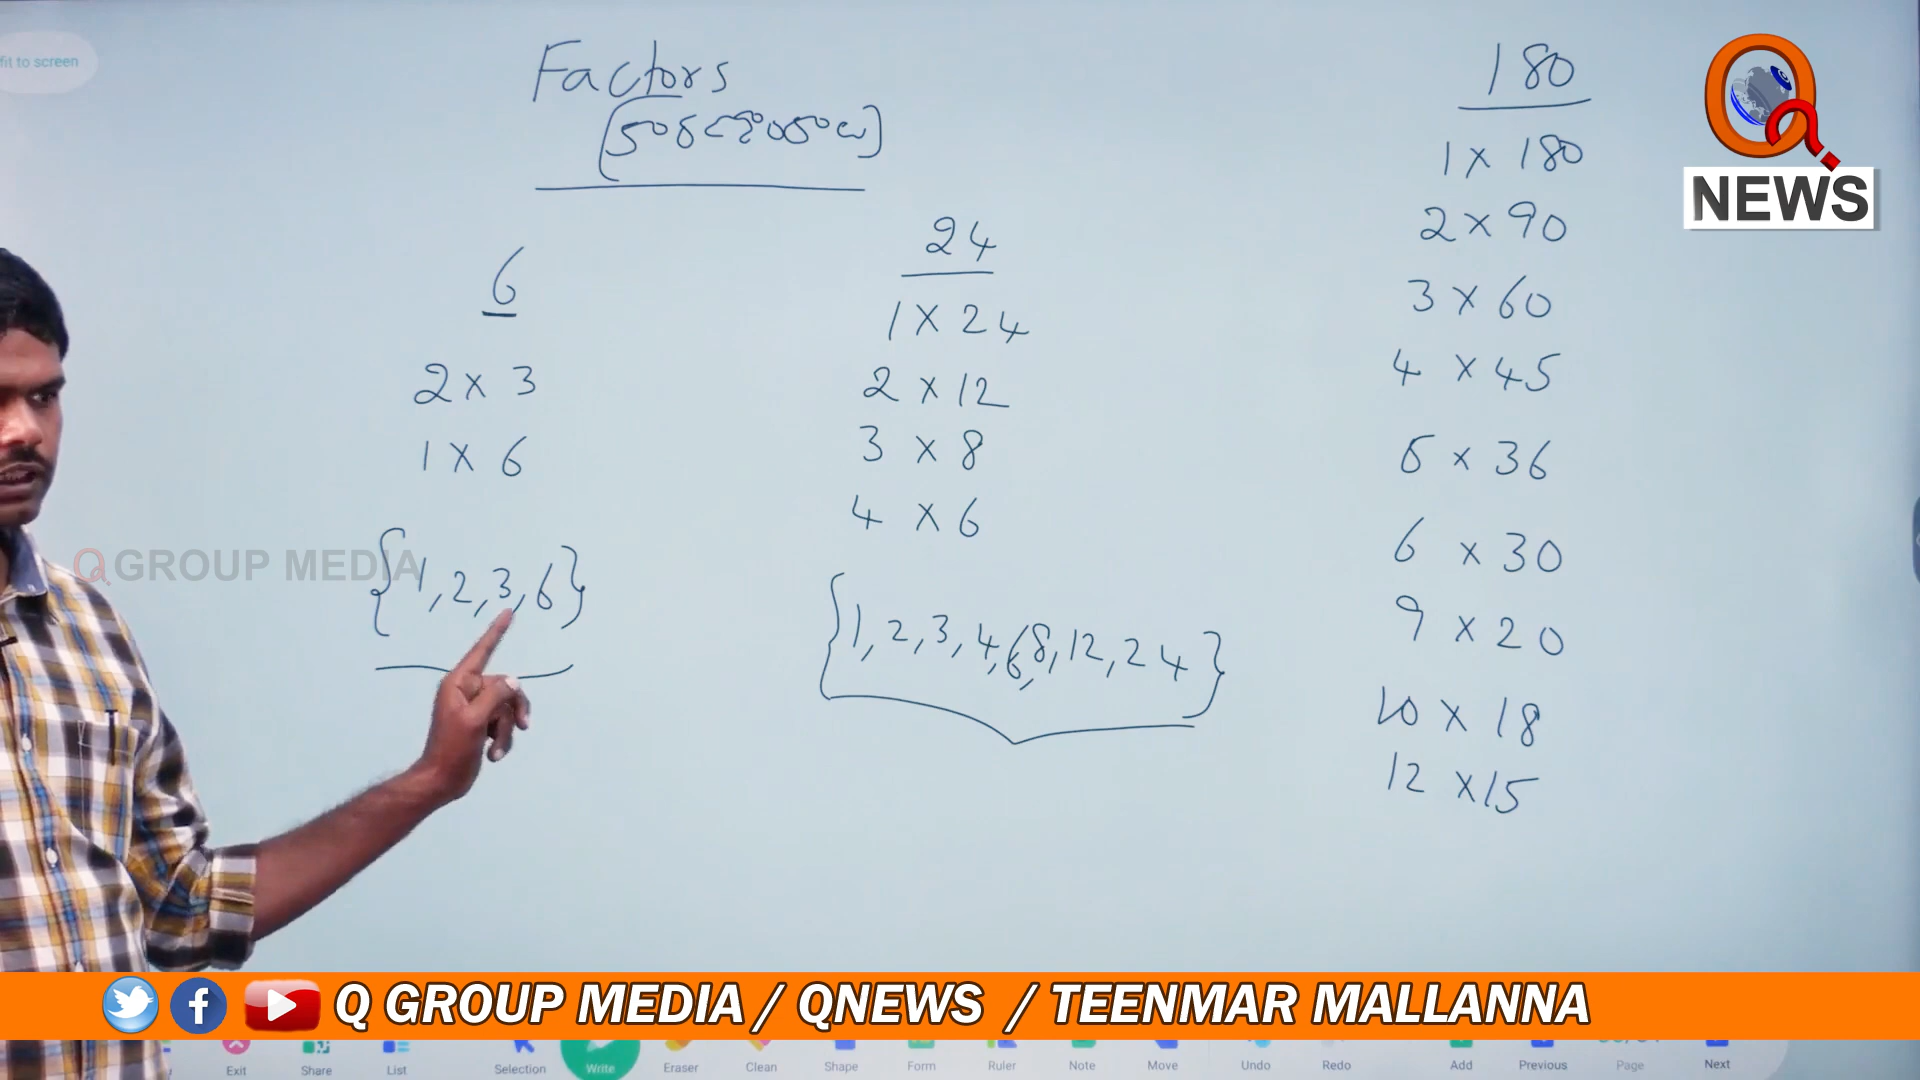 fit to screen
Factors
6
2 x 3
1 x 6
{1,2,3,6}
24
1 x 24
2 x 12
3 x 8
4 x 6
{1,2,3,4,6,8,12,24}
180
1 x 180
2 x 90
3 x 60
4 x 45
5 x 36
6 x 30
9 x 20
10 x 18
12 x 15
Q
NEWS
Q GROUP MEDIA
Q GROUP MEDIA / QNEWS / TEENMAR MALLANNA
Exit Share List Selection Write Eraser Clean Shape Form Ruler Note Move Undo Redo Add Previous Page Next